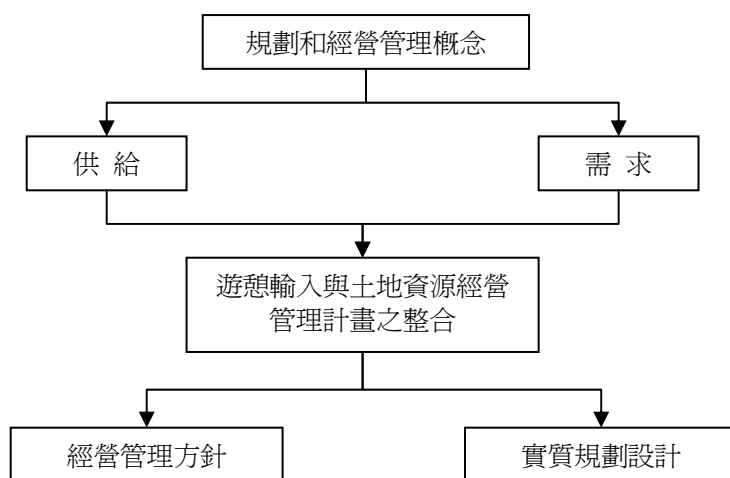 規劃和經營管理概念
供 給
需 求
遊憩輸入與土地資源經營
管理計畫之整合
經營管理方針
實質規劃設計